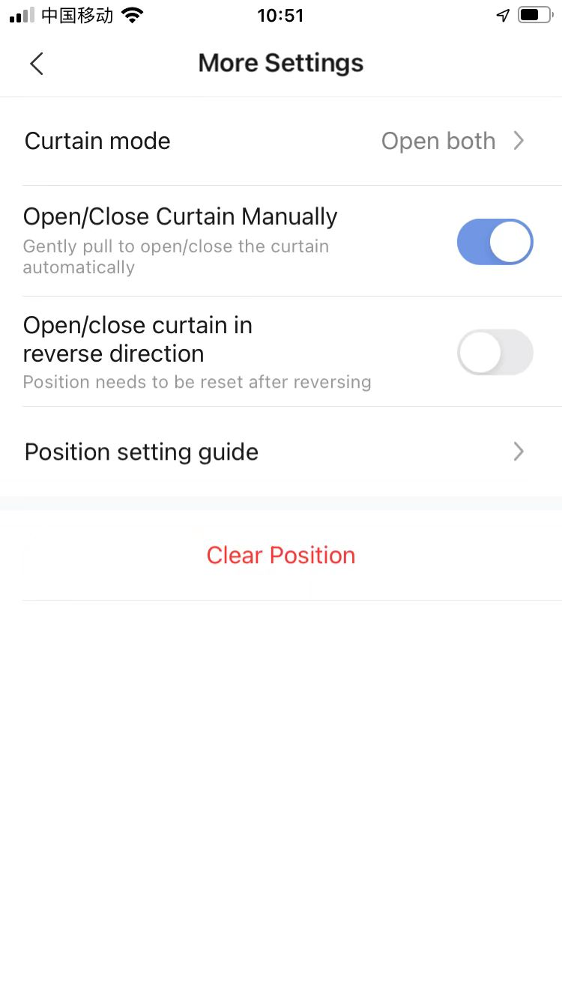 中国移动 10:51
More Settings
Curtain mode Open both
Open/Close Curtain Manually
Gently pull to open/close the curtain
automatically
Open/close curtain in
reverse direction
Position needs to be reset after reversing
Position setting guide
Clear Position